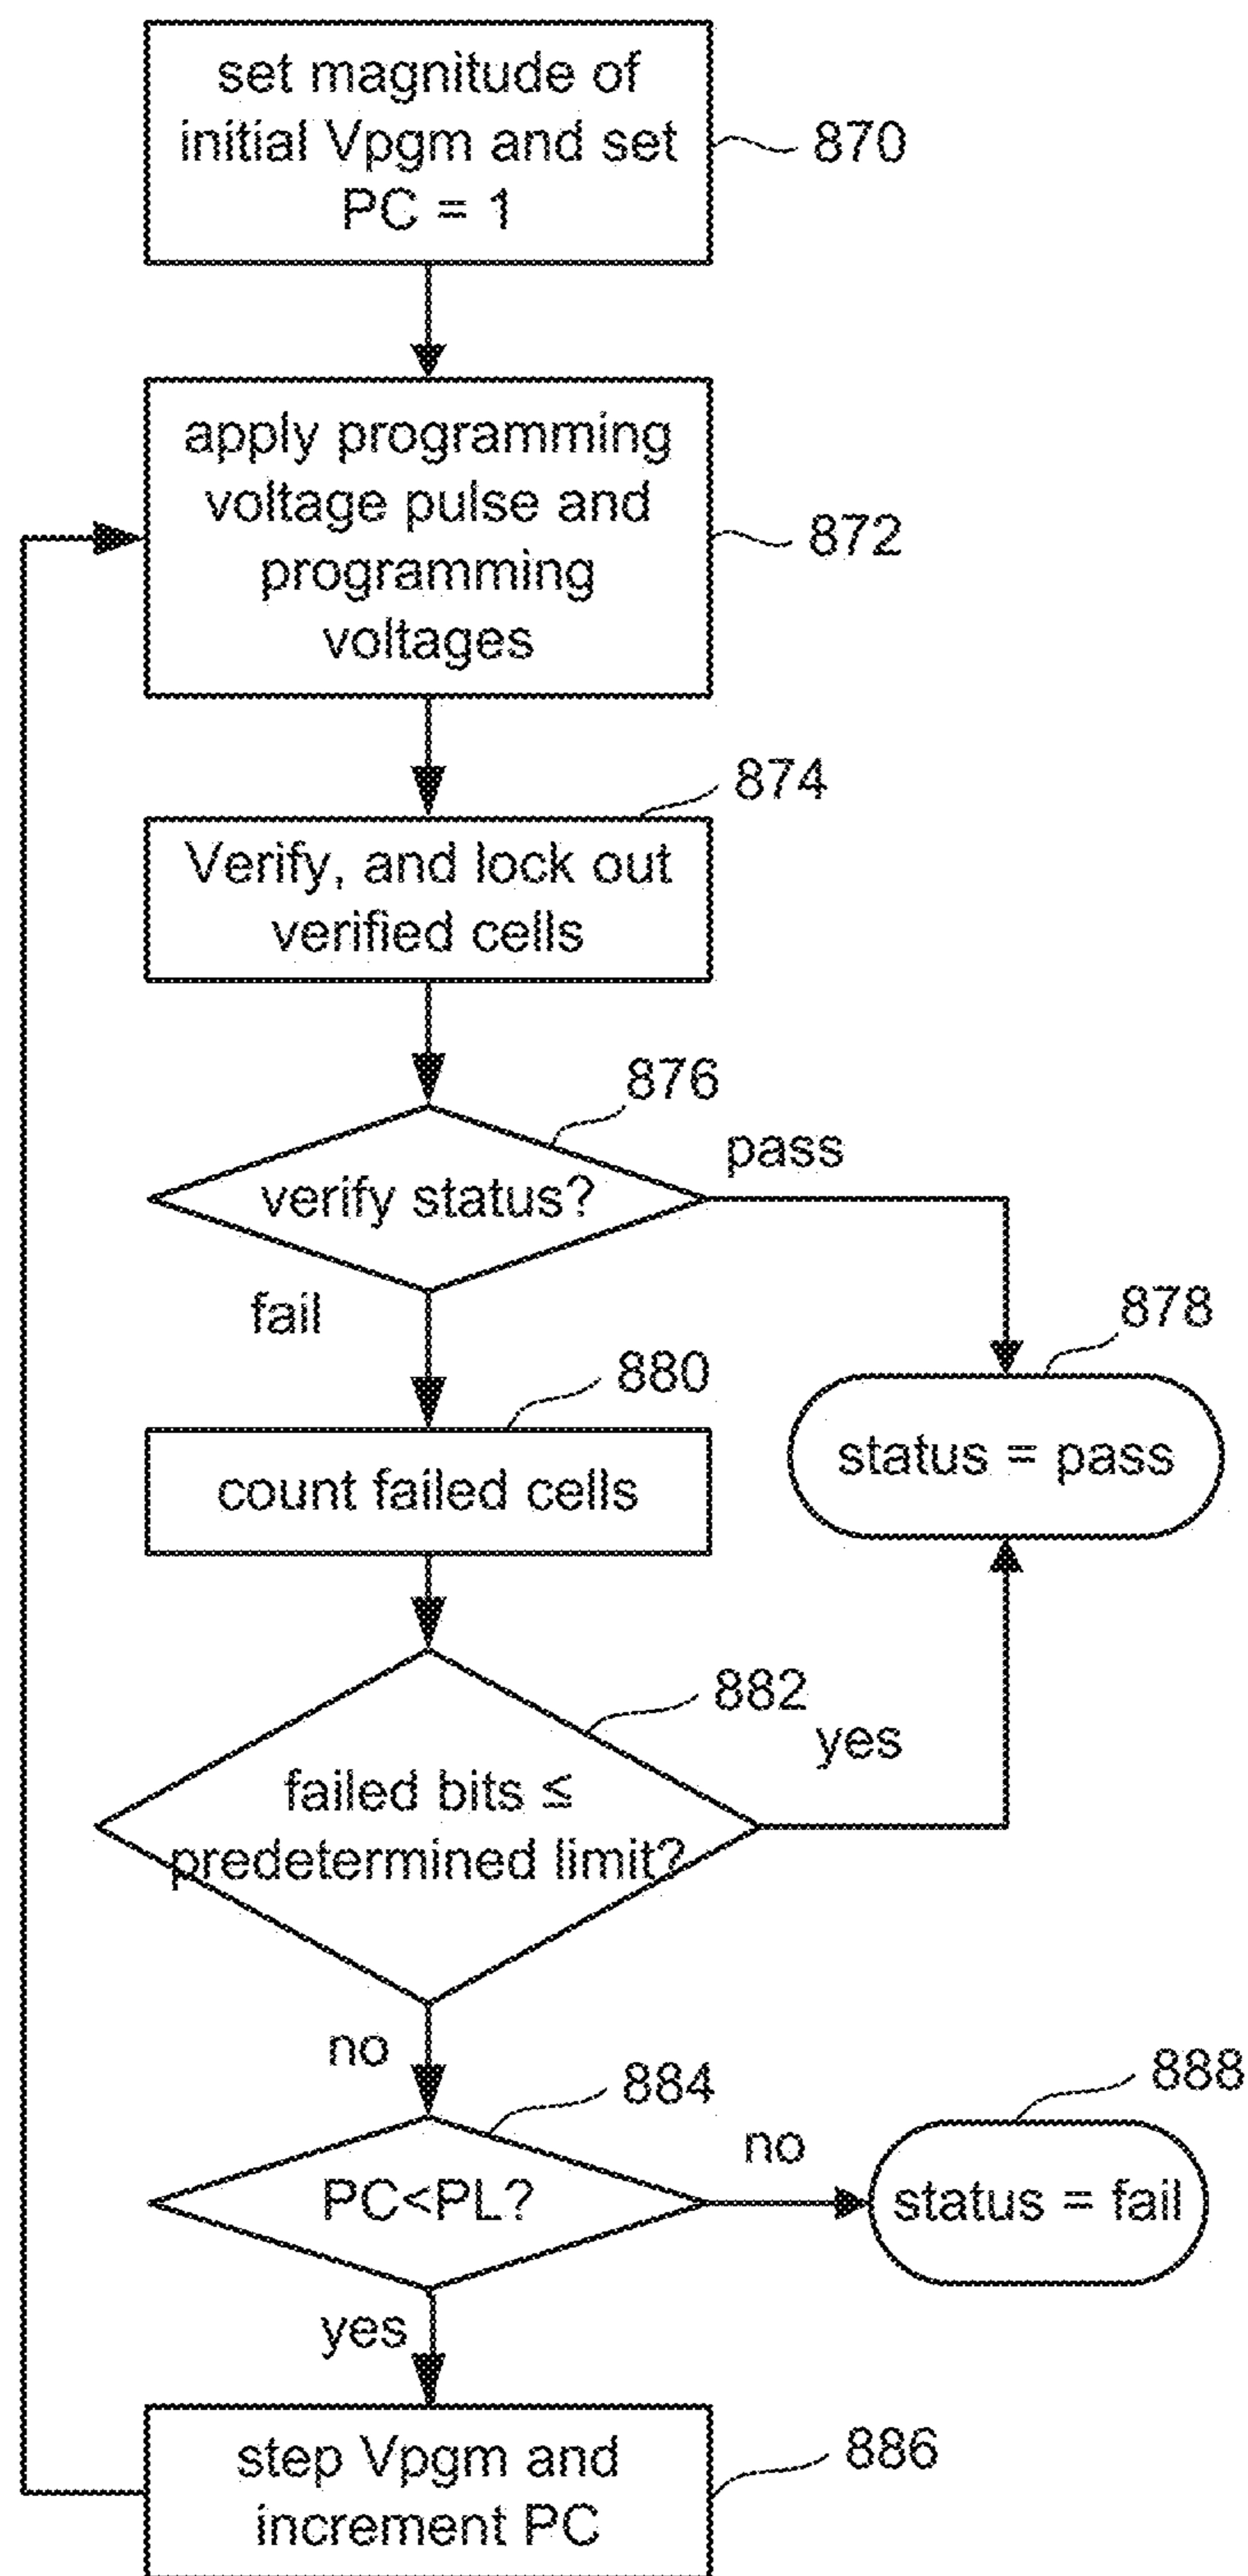 set magnitude of
initial Vpgm and set
PC = 1
870
apply programming
voltage pulse and
programming
voltages
872
874
Verify, and lock out
verified cells
876
pass
verify status?
fail
878
status = pass
880
count failed cells
882
yes
failed bits ≤
predetermined limit?
no
884
888
no
PC<PL?
status = fail
yes
step Vpgm and
increment PC
886